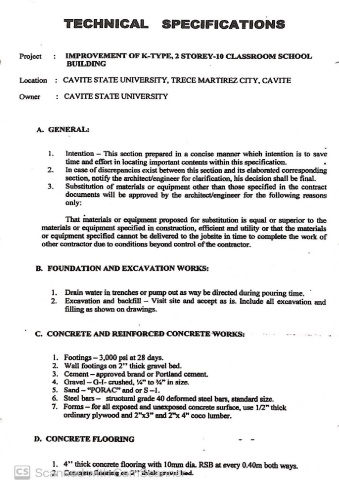 TECHNICAL SPECIFICATIONS
Project : IMPROVEMENT OF K-TYPE, 2 STOREY-10 CLASSROOM SCHOOL
BUILDING
Location : CAVITE STATE UNIVERSITY, TRECE MARTIREZ CITY, CAVITE
Owner : CAVITE STATE UNIVERSITY
A. GENERAL:
1. Intention – This section prepared in a concise manner which intention is to save
time and effort in locating important contents within this specification.
2. In case of discrepancies exist between this section and its elaborated corresponding
section, notify the architect/engineer for clarification, his decision shall be final.
3. Substitution of materials or equipment other than those specified in the contract
documents will be approved by the architect/engineer for the following reasons
only:
That materials or equipment proposed for substitution is equal or superior to the
materials or equipment specified in construction, efficient and utility or that the materials
or equipment specified cannot be delivered to the jobsite in time to complete the work of
other contractor due to conditions beyond control of the contractor.
B. FOUNDATION AND EXCAVATION WORKS:
1. Drain water in trenches or pump out as way be directed during pouring time.
2. Excavation and backfill – Visit site and accept as is. Include all excavation and
filling as shown on drawings.
C. CONCRETE AND REINFORCED CONCRETE WORKS:
1. Footings – 3,000 psi at 28 days.
2. Wall footings on 2" thick gravel bed.
3. Cement – approved brand or Portland cement.
4. Gravel – G-I- crushed, ¼" to ¾" in size.
5. Sand – "PORAC" and or S –1.
6. Steel bars – structural grade 40 deformed steel bars, standard size.
7. Forms – for all exposed and unexposed concrete surface, use 1/2" thick
ordinary plywood and 2"x3" and 2"x 4" coco lumber.
D. CONCRETE FLOORING
1. 4" thick concrete flooring with 10mm dia. RSB at every 0.40m both ways.
2. flooring on 2" thick gravel bed.
CS